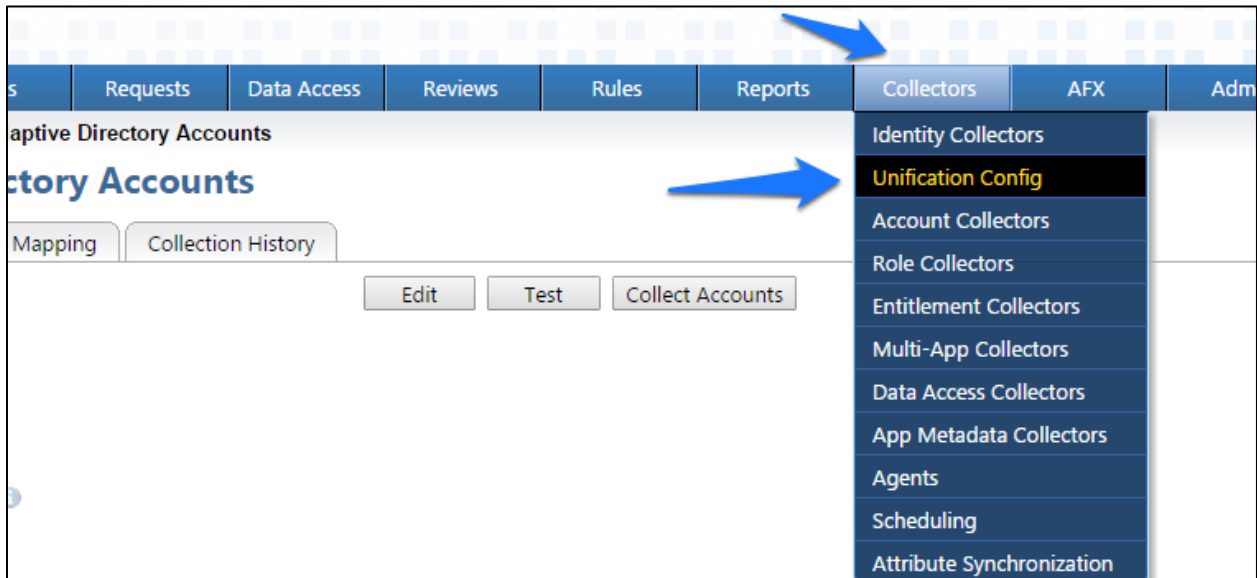 s Requests Data Access Reviews Rules Reports Collectors AFX Adm
aptive Directory Accounts
ctory Accounts
Mapping Collection History
Edit Test Collect Accounts
Identity Collectors
Unification Config
Account Collectors
Role Collectors
Entitlement Collectors
Multi-App Collectors
Data Access Collectors
App Metadata Collectors
Agents
Scheduling
Attribute Synchronization